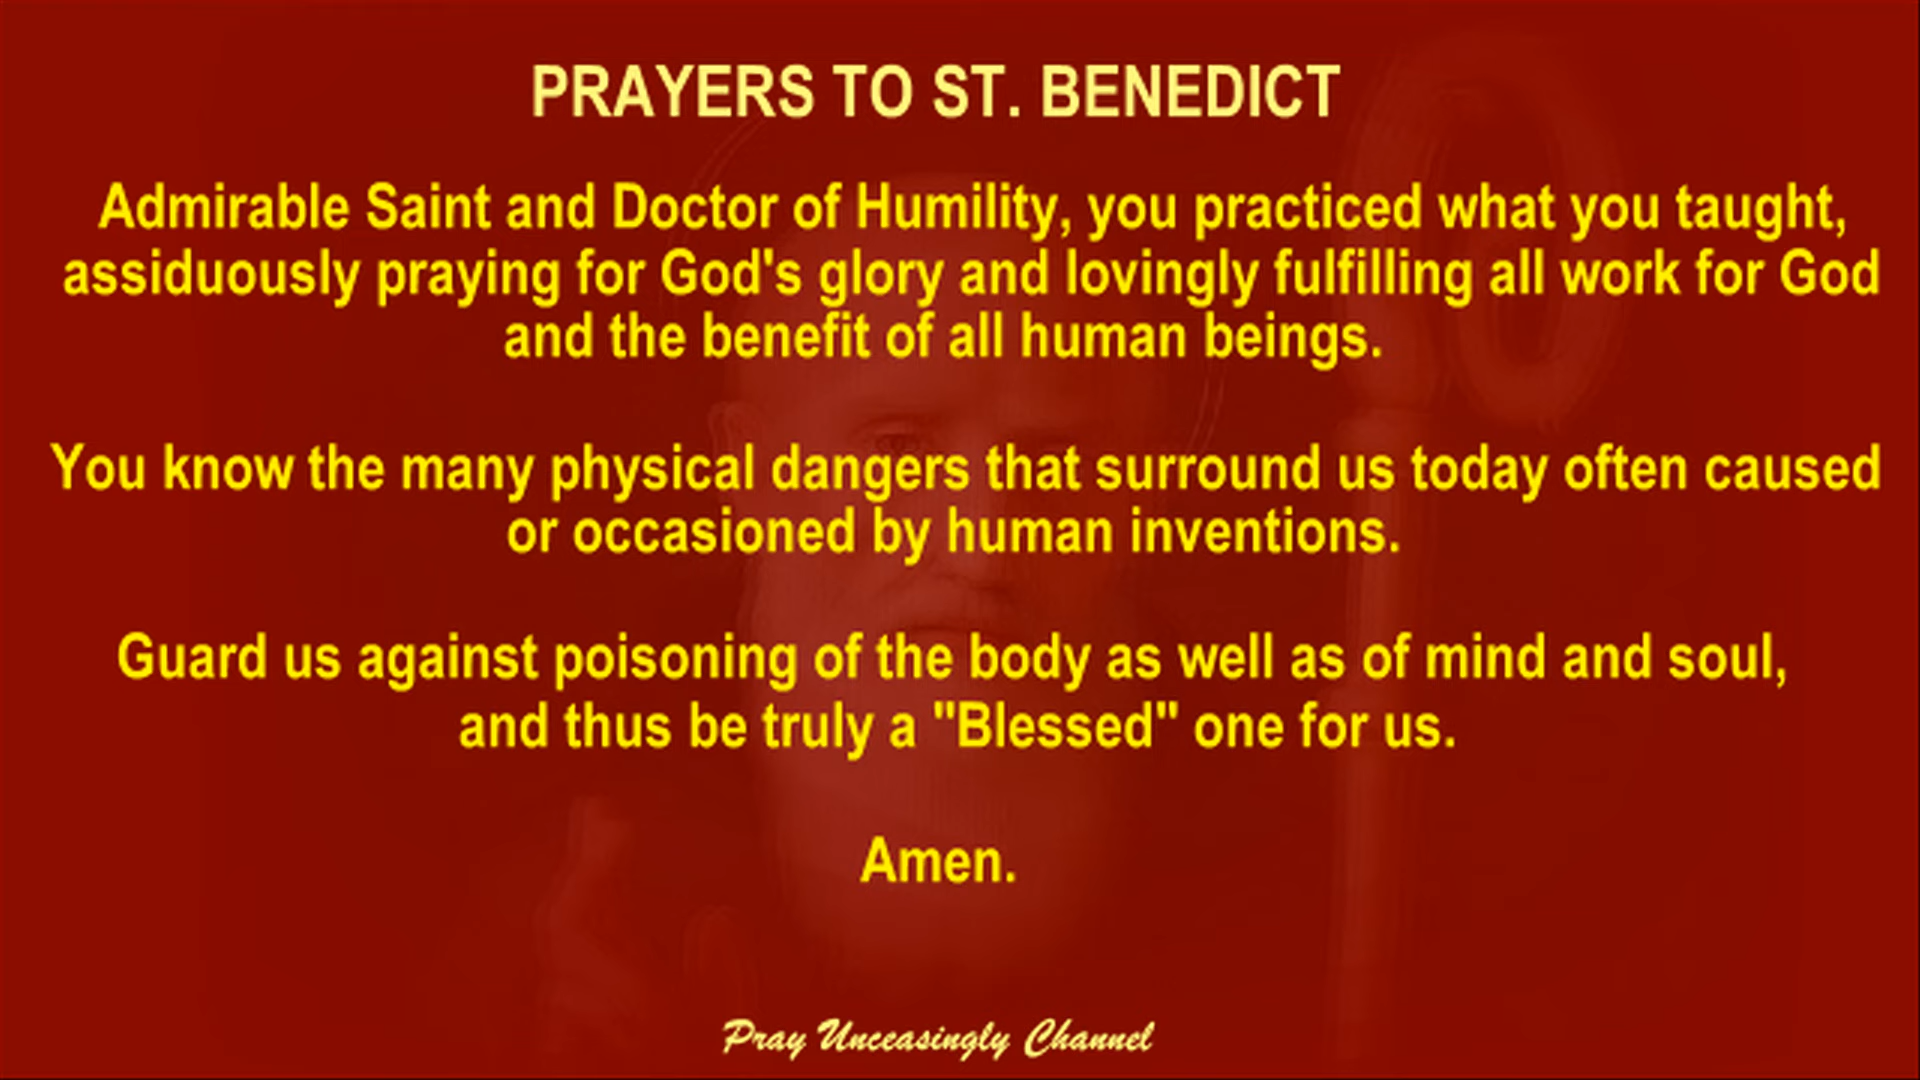 PRAYERS TO ST. BENEDICT
Admirable Saint and Doctor of Humility, you practiced what you taught,
assiduously praying for God's glory and lovingly fulfilling all work for God
and the benefit of all human beings.
You know the many physical dangers that surround us today often caused
or occasioned by human inventions.
Guard us against poisoning of the body as well as of mind and soul,
and thus be truly a "Blessed" one for us.
Amen.
Pray Unceasingly Channel